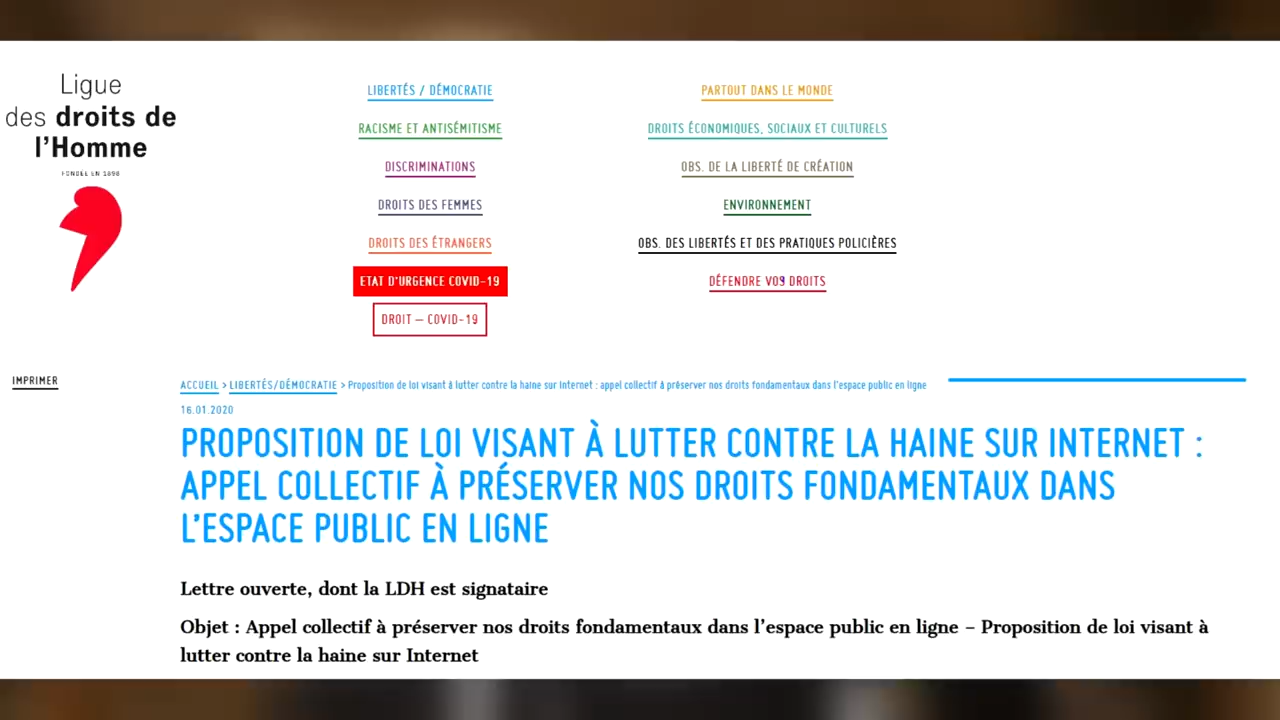 Ligue
des droits de
l'Homme
FONDÉE EN 1898
LIBERTÉS / DÉMOCRATIE
RACISME ET ANTISÉMITISME
DISCRIMINATIONS
DROITS DES FEMMES
DROITS DES ÉTRANGERS
ETAT D'URGENCE COVID-19
DROIT – COVID-19
PARTOUT DANS LE MONDE
DROITS ÉCONOMIQUES, SOCIAUX ET CULTURELS
OBS. DE LA LIBERTÉ DE CRÉATION
ENVIRONNEMENT
OBS. DES LIBERTÉS ET DES PRATIQUES POLICIÈRES
DÉFENDRE VOS DROITS
IMPRIMER
ACCUEIL > LIBERTÉS/DÉMOCRATIE > Proposition de loi visant à lutter contre la haine sur Internet : appel collectif à préserver nos droits fondamentaux dans l'espace public en ligne
16.01.2020
PROPOSITION DE LOI VISANT À LUTTER CONTRE LA HAINE SUR INTERNET :
APPEL COLLECTIF À PRÉSERVER NOS DROITS FONDAMENTAUX DANS
L'ESPACE PUBLIC EN LIGNE
Lettre ouverte, dont la LDH est signataire
Objet : Appel collectif à préserver nos droits fondamentaux dans l'espace public en ligne – Proposition de loi visant à
lutter contre la haine sur Internet